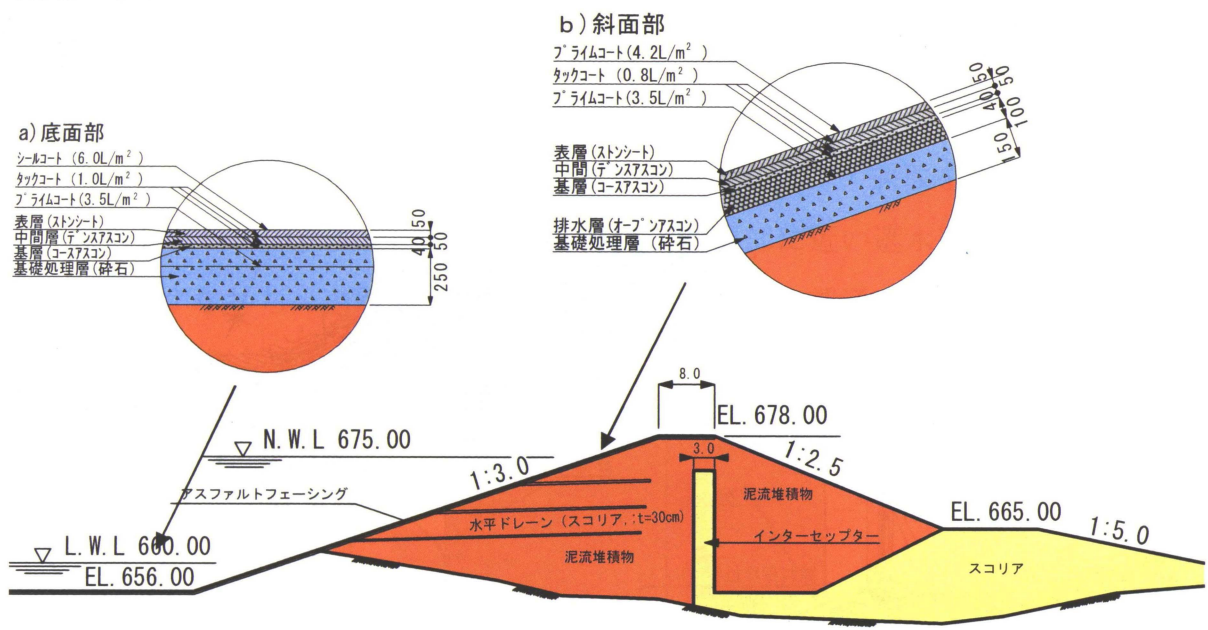 b）斜面部
プライムコート(4.2L/m²)
タックコート (0.8L/m²)
プライムコート(3.5L/m²)
表層(ストンシート)
中間(デンスアスコン)
基層(コースアスコン)
排水層(オープンアスコン)
基礎処理層（砕石）
50
50
40
100
150
a）底面部
シールコート (6.0L/m²)
タックコート (1.0L/m²)
プライムコート(3.5L/m²)
表層(ストンシート)
中間層(デンスアスコン)
基層(コースアスコン)
基礎処理層(砕石)
50
50
40
250
8.0
EL.678.00
N.W.L 675.00
1:3.0
3.0
1:2.5
アスファルトフェーシング
泥流堆積物
水平ドレーン（スコリア,:t=30cm)
EL.665.00
1:5.0
インターセップター
L.W.L 660.00
泥流堆積物
スコリア
EL.656.00